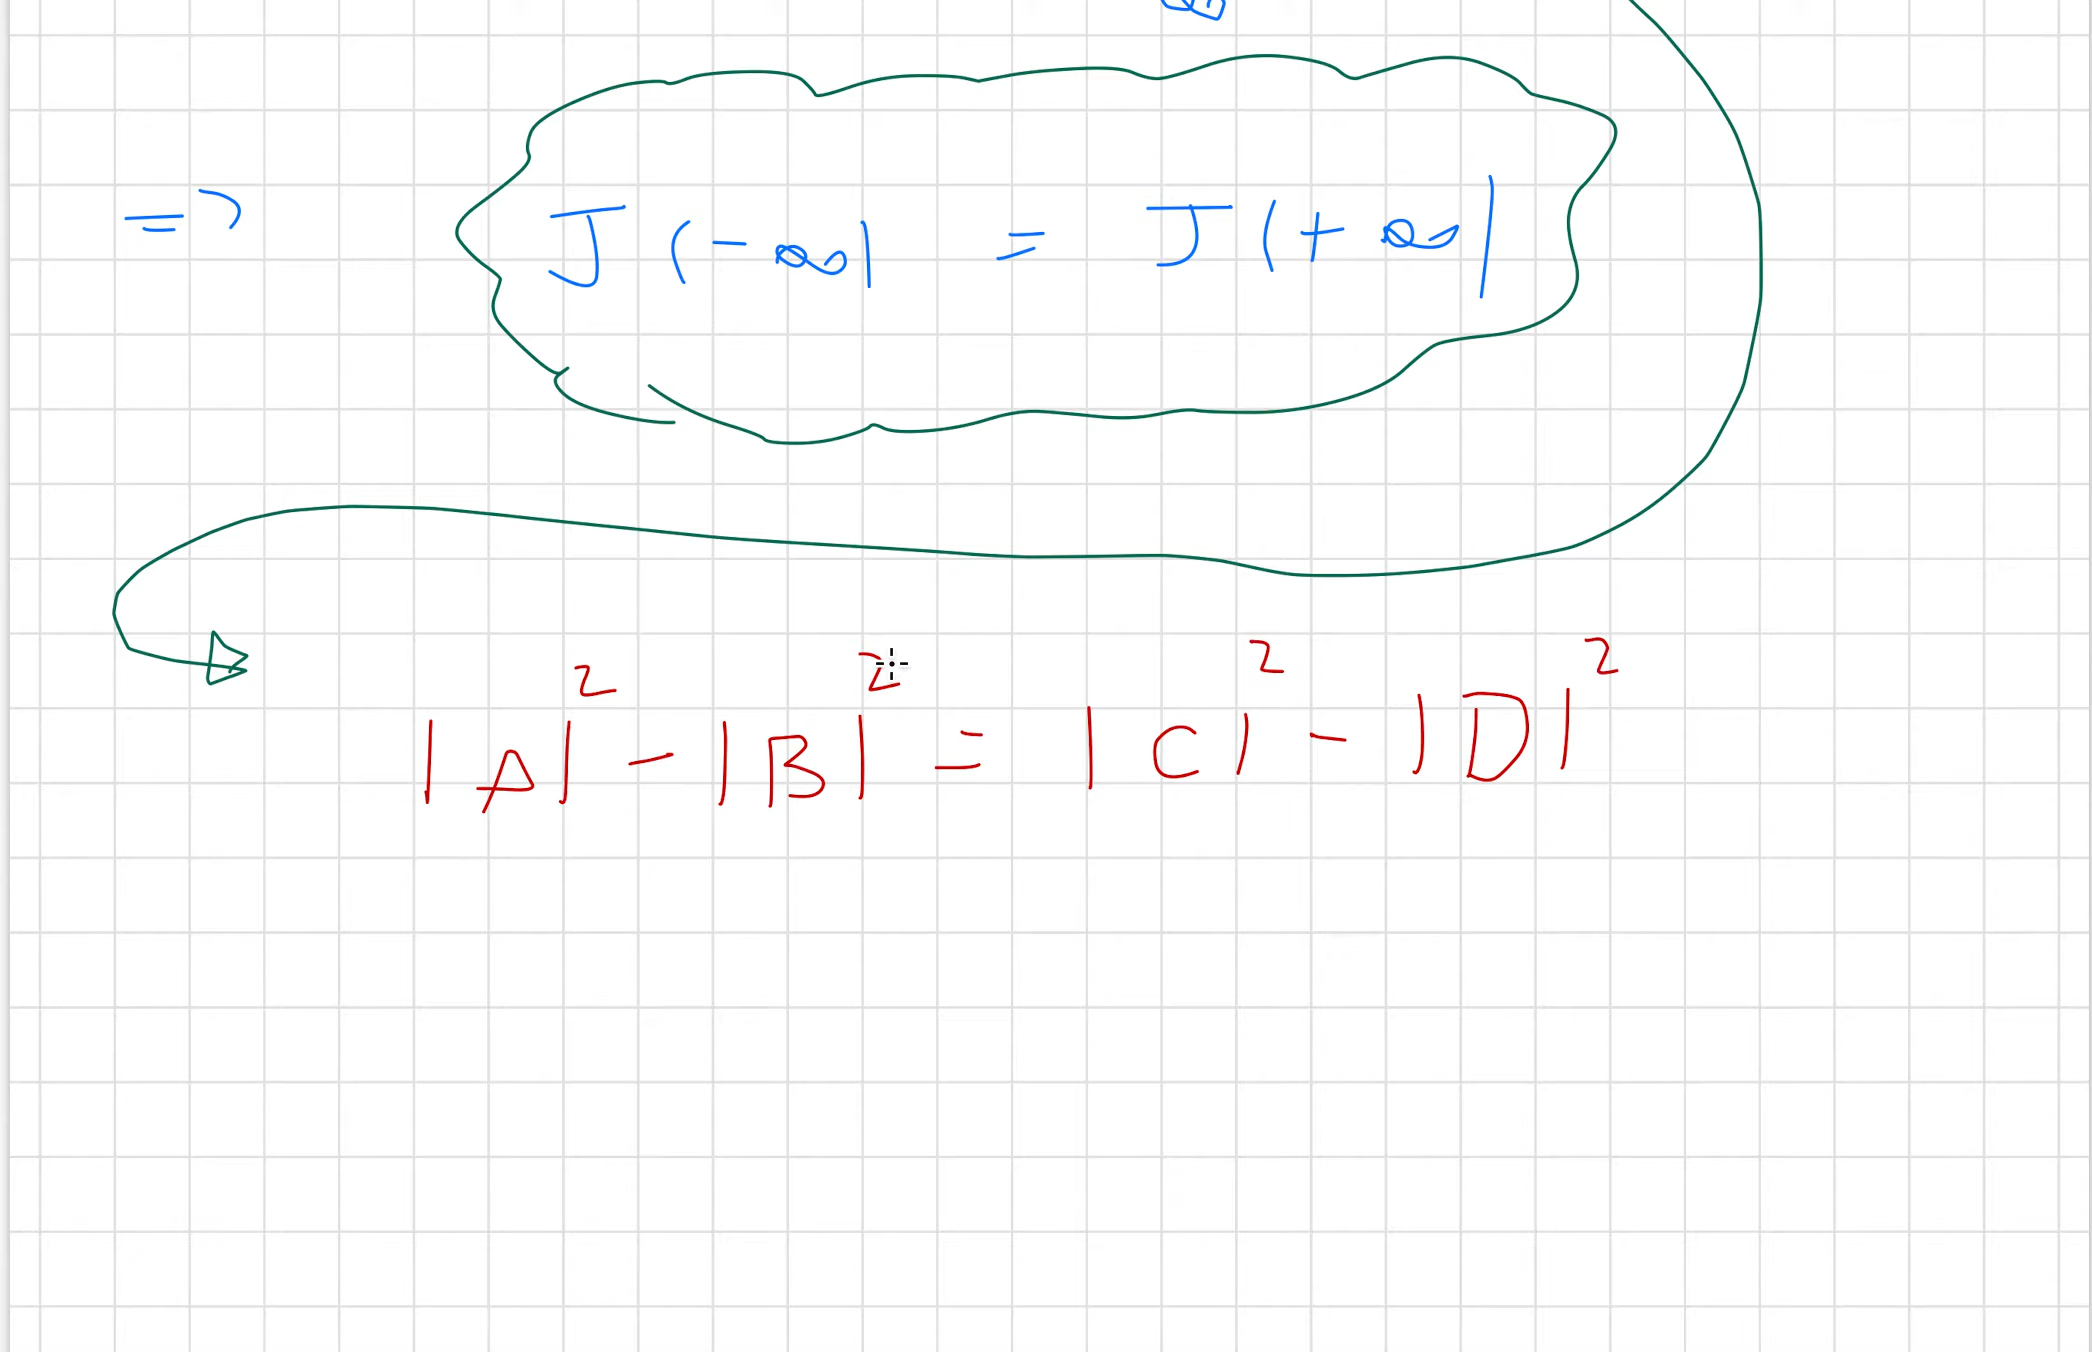 => J(-∞) = J(+∞)
|A|² - |B|² = |C|² - |D|²